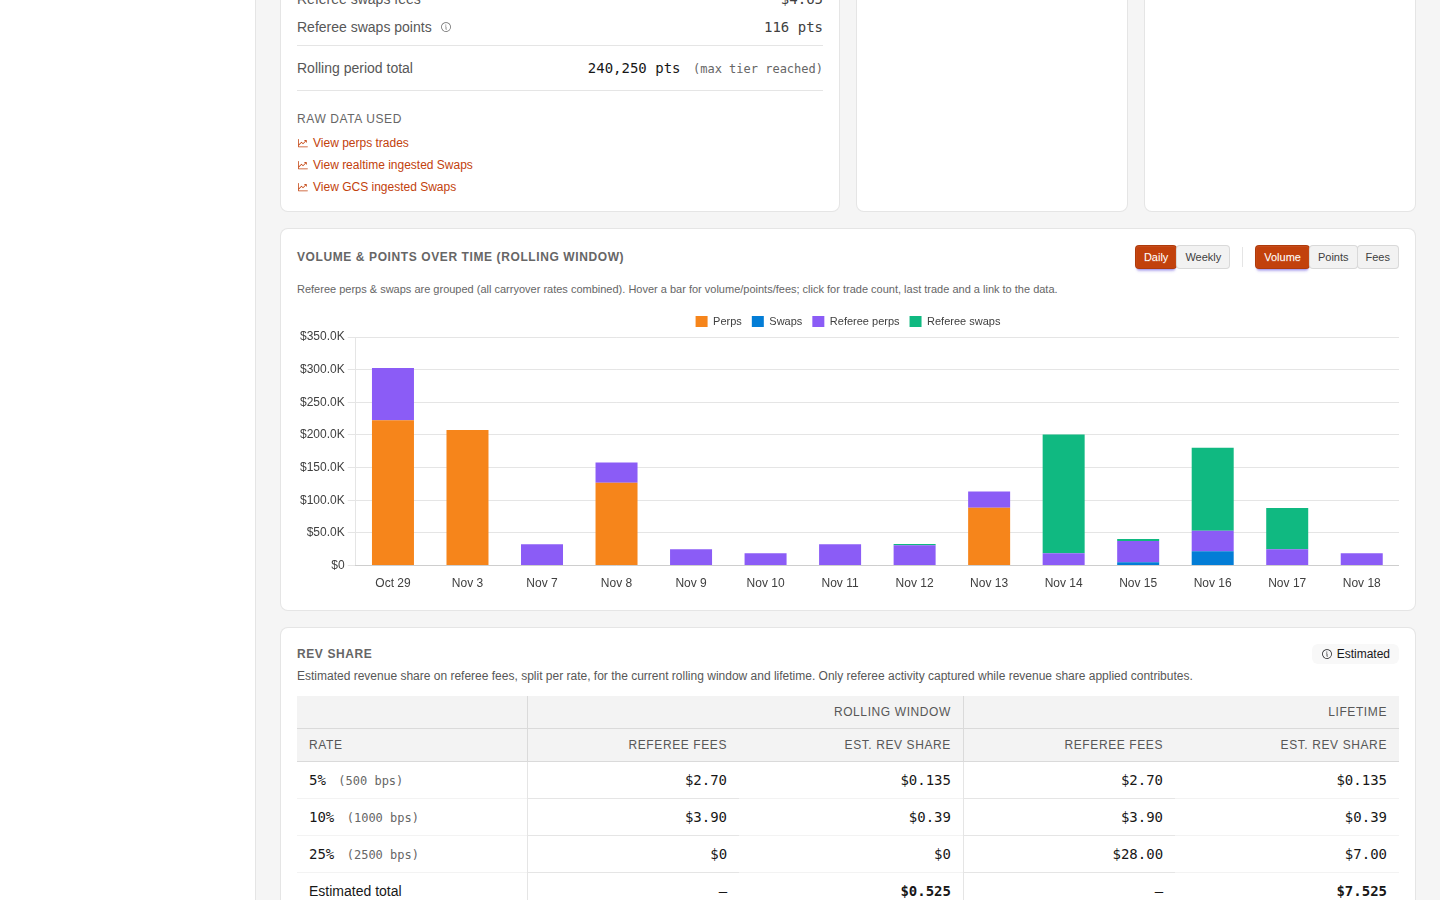 Referee swaps fees $4.65
Referee swaps points 116 pts
Rolling period total 240,250 pts (max tier reached)
RAW DATA USED
View perps trades
View realtime ingested Swaps
View GCS ingested Swaps
VOLUME & POINTS OVER TIME (ROLLING WINDOW) Daily Weekly Volume Points Fees
Referee perps & swaps are grouped (all carryover rates combined). Hover a bar for volume/points/fees; click for trade count, last trade and a link to the data.
Perps Swaps Referee perps Referee swaps
$350.0K
$300.0K
$250.0K
$200.0K
$150.0K
$100.0K
$50.0K
$0
Oct 29 Nov 3 Nov 7 Nov 8 Nov 9 Nov 10 Nov 11 Nov 12 Nov 13 Nov 14 Nov 15 Nov 16 Nov 17 Nov 18
REV SHARE Estimated
Estimated revenue share on referee fees, split per rate, for the current rolling window and lifetime. Only referee activity captured while revenue share applied contributes.
ROLLING WINDOW LIFETIME
RATE REFEREE FEES EST. REV SHARE REFEREE FEES EST. REV SHARE
5% (500 bps) $2.70 $0.135 $2.70 $0.135
10% (1000 bps) $3.90 $0.39 $3.90 $0.39
25% (2500 bps) $0 $0 $28.00 $7.00
Estimated total — $0.525 — $7.525